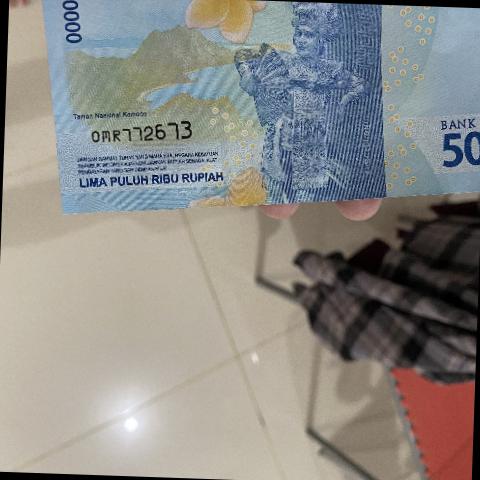 0000
Taman Nasional Komodo
OMR772673
LIMA PULUH RIBU RUPIAH
BANK
50